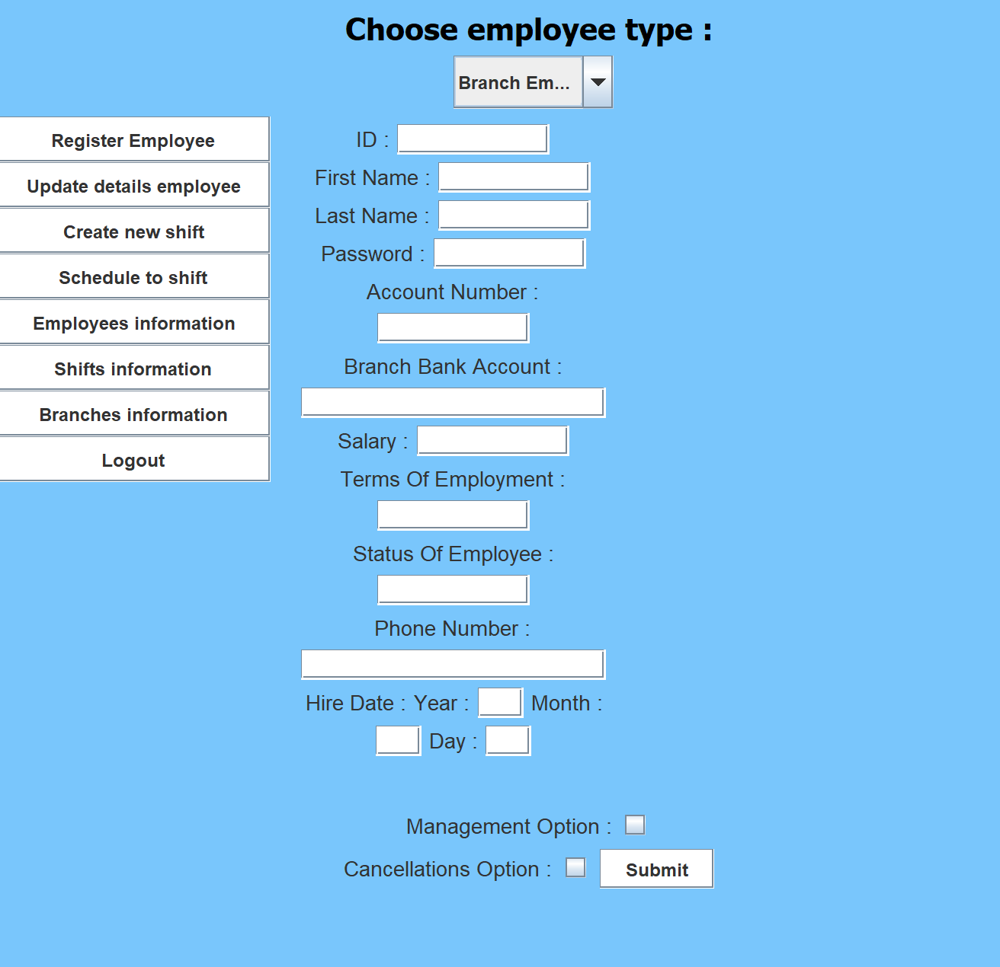 Choose employee type :
Branch Em...
Register Employee
Update details employee
Create new shift
Schedule to shift
Employees information
Shifts information
Branches information
Logout
ID :
First Name :
Last Name :
Password :
Account Number :
Branch Bank Account :
Salary :
Terms Of Employment :
Status Of Employee :
Phone Number :
Hire Date : Year : Month :
Day :
Management Option :
Cancellations Option : Submit